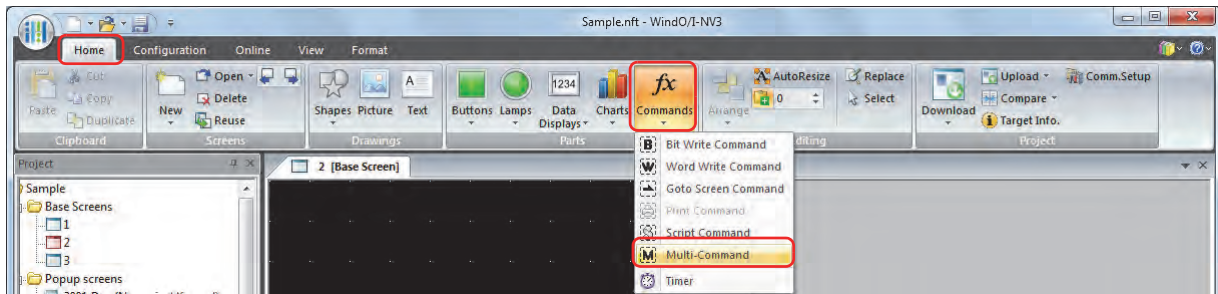 Sample.nft - WindO/I-NV3
Home Configuration Online View Format
Cut Open AutoResize Replace Upload Comm.Setup
Copy Delete 0 Select Compare
Paste Duplicate New Reuse Shapes Picture Text Buttons Lamps Data Displays Charts Commands Arrange Download Target Info.
Clipboard Screens Drawings Parts diting Project
1234
A
fx
B Bit Write Command
W Word Write Command
Goto Screen Command
Print Command
Script Command
M Multi-Command
Timer
Project
2 [Base Screen]
Sample
Base Screens
1
2
3
Popup screens